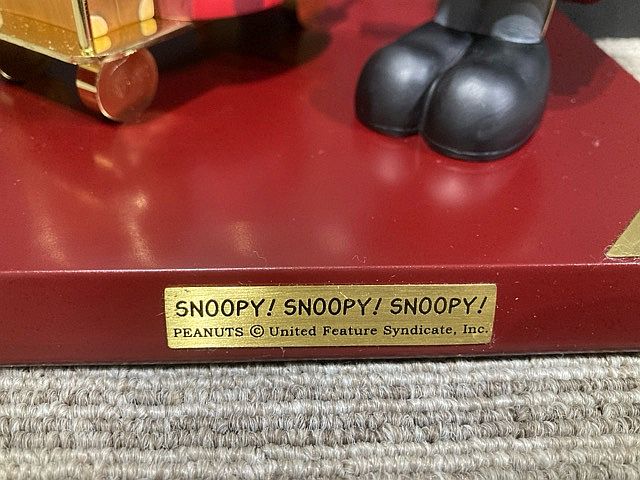 SNOOPY! SNOOPY! SNOOPY!
PEANUTS © United Feature Syndicate, Inc.